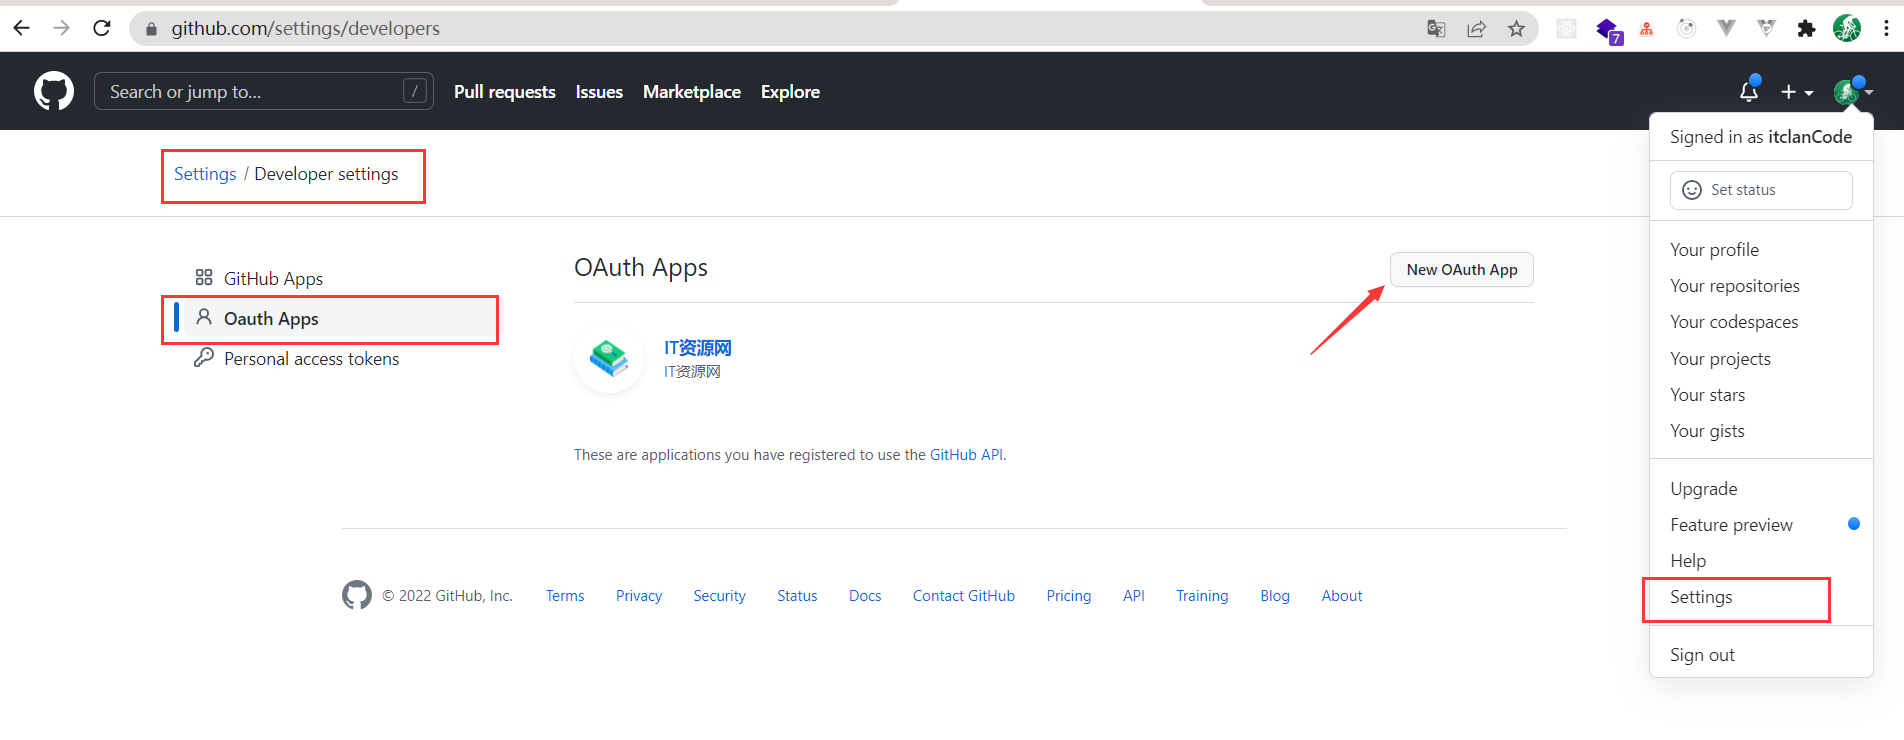 github.com/settings/developers
7
Search or jump to...
/
Pull requests
Issues
Marketplace
Explore
Signed in as itclanCode
Set status
Your profile
Your repositories
Your codespaces
Your projects
Your stars
Your gists
Upgrade
Feature preview
Help
Settings
Sign out
Settings / Developer settings
GitHub Apps
Oauth Apps
Personal access tokens
OAuth Apps
New OAuth App
IT资源网
IT资源网
These are applications you have registered to use the GitHub API.
© 2022 GitHub, Inc.
Terms
Privacy
Security
Status
Docs
Contact GitHub
Pricing
API
Training
Blog
About